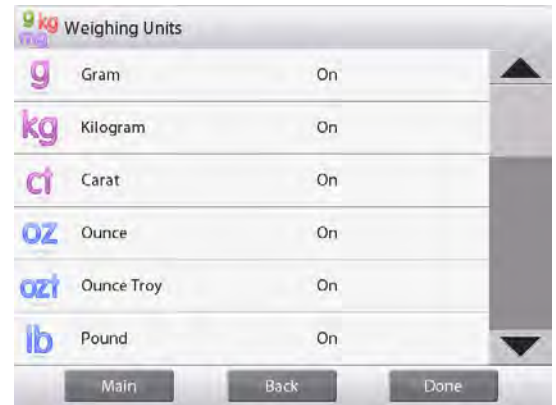 g kg mg Weighing Units
g Gram On
kg Kilogram On
ct Carat On
oz Ounce On
ozt Ounce Troy On
lb Pound On
Main Back Done